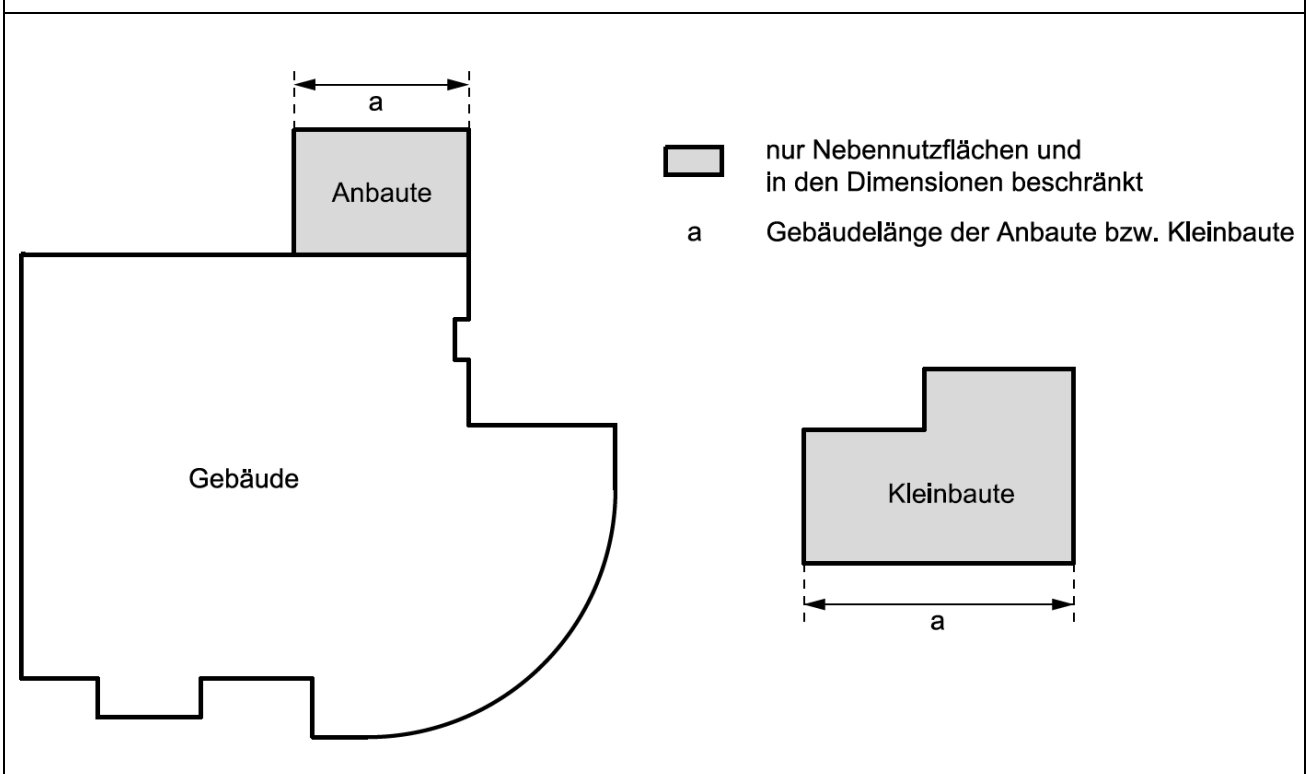 a
Anbaute
nur Nebennutzflächen und
in den Dimensionen beschränkt
a Gebäudelänge der Anbaute bzw. Kleinbaute
Gebäude
Kleinbaute
a